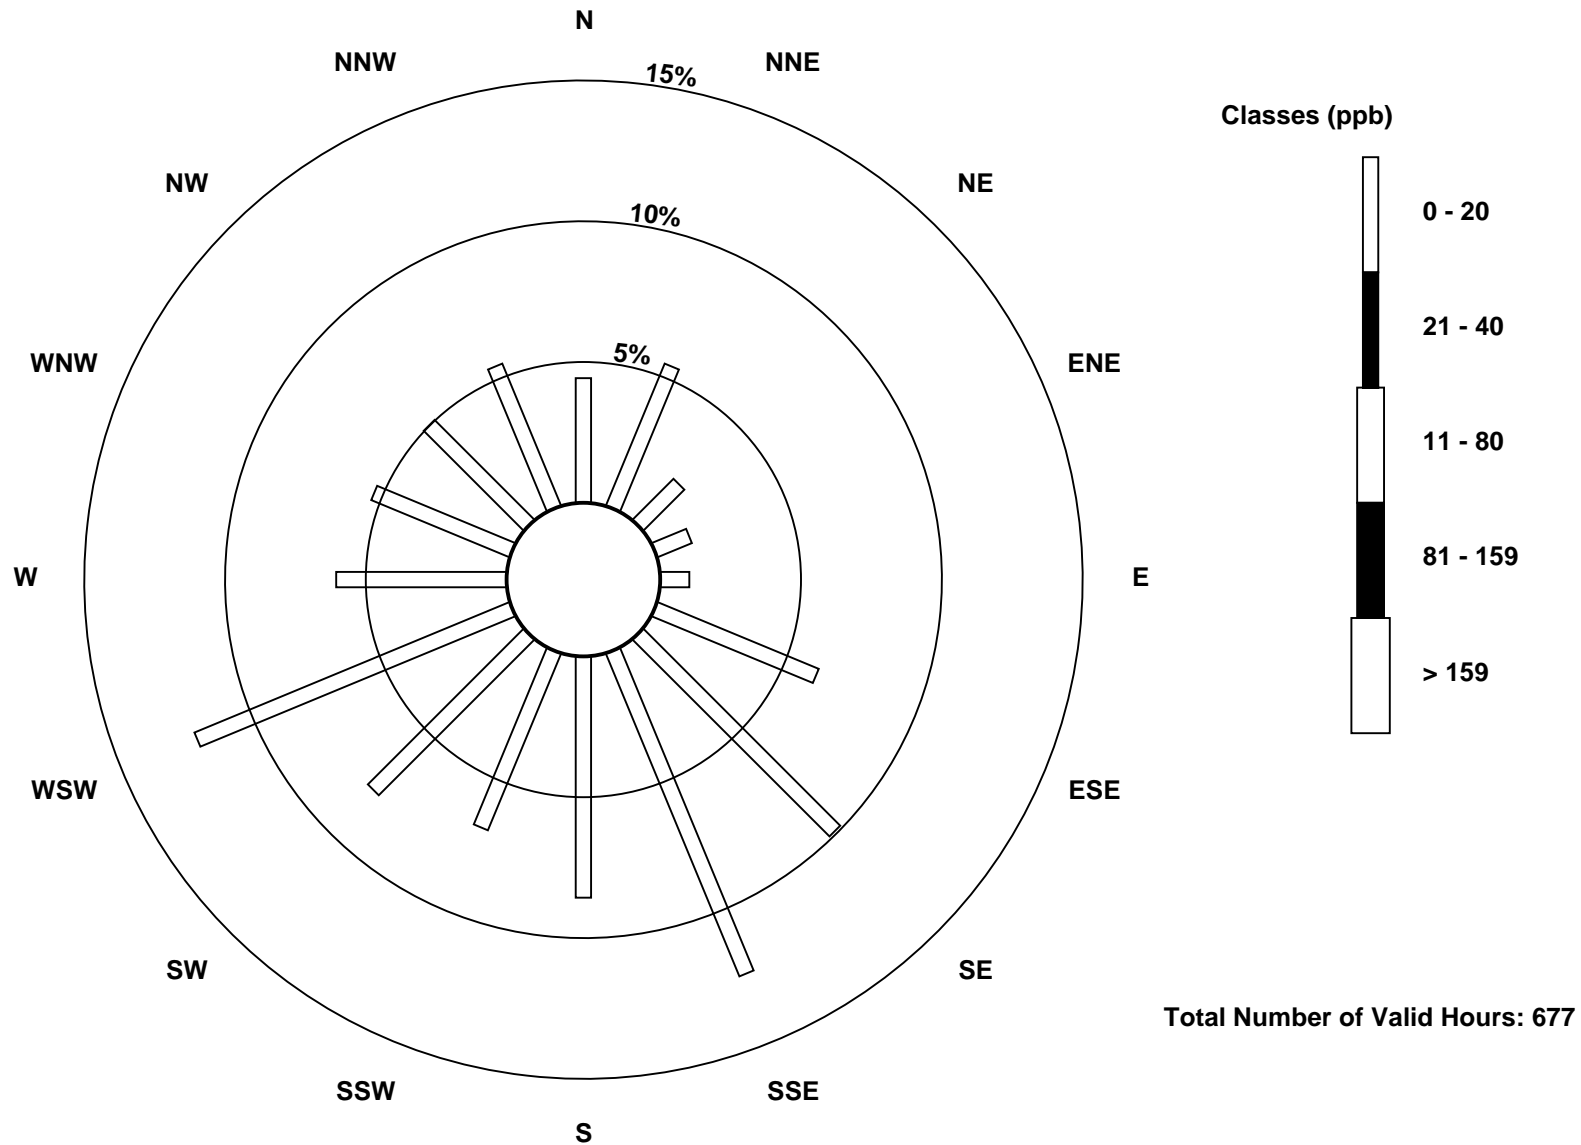 N
NNW
NNE
15%
Classes (ppb)
NW
NE
0 - 20
10%
21 - 40
5%
WNW
ENE
11 - 80
81 - 159
W
E
> 159
WSW
ESE
SW
SE
Total Number of Valid Hours: 677
SSW
SSE
S